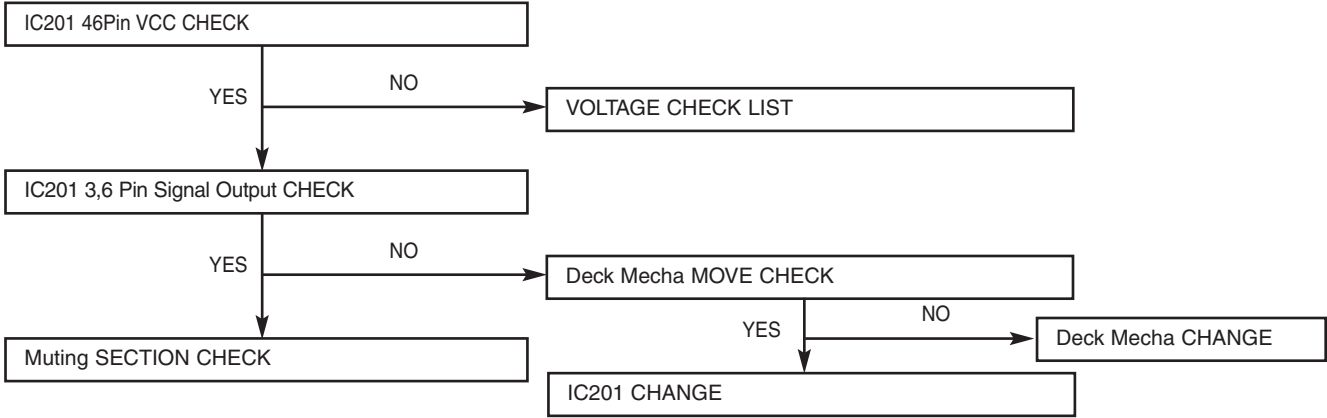 IC201 46Pin VCC CHECK
YES
NO
VOLTAGE CHECK LIST
IC201 3,6 Pin Signal Output CHECK
YES
NO
Deck Mecha MOVE CHECK
Muting SECTION CHECK
YES
NO
Deck Mecha CHANGE
IC201 CHANGE